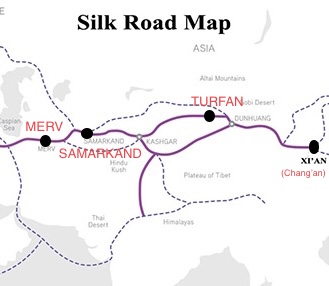 E
Silk Road Map
ASIA
Altai Mountains
TURFAN
Gobi Desert
Caspian
Sea
MERV
DUNHUANG
MERV
SAMARKAND
SAMARKAND
KASHGAR
Hindu
Kush
XI'AN
(Chang'an)
Plateau of Tibet
Thar
Desert
Himalayas